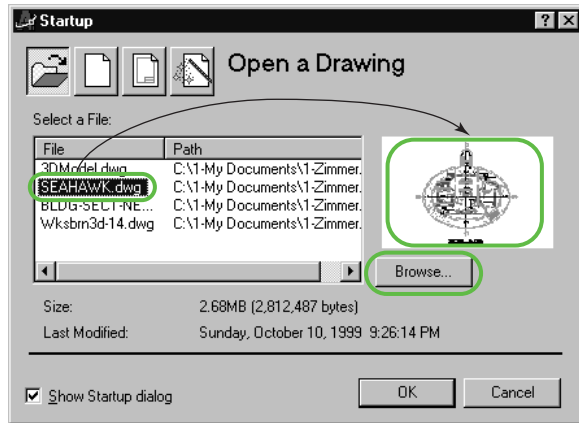 Startup
Open a Drawing
Select a File:
File Path
3DModel.dwg C:\1-My Documents\1-Zimmer.
SEAHAWK.dwg C:\1-My Documents\1-Zimmer.
BLDG-SECT-NE... C:\1-My Documents\1-Zimmer.
Wksbrn3d-14.dwg C:\1-My Documents\1-Zimmer.
Browse...
Size: 2.68MB (2,812,487 bytes)
Last Modified: Sunday, October 10, 1999 9:26:14 PM
Show Startup dialog
OK Cancel